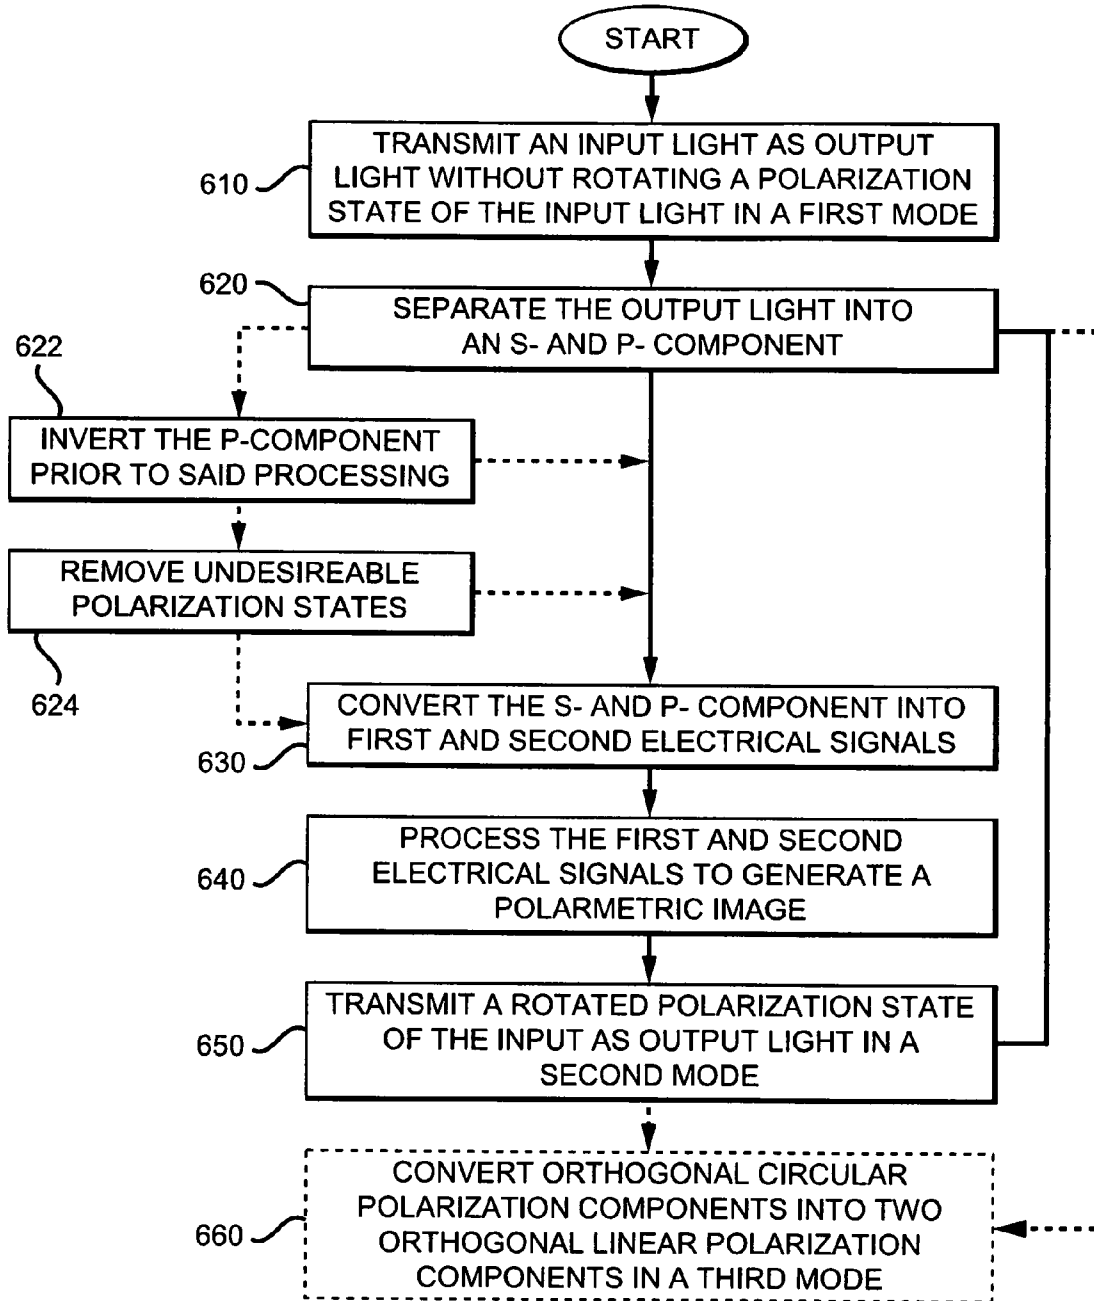 START
TRANSMIT AN INPUT LIGHT AS OUTPUT
LIGHT WITHOUT ROTATING A POLARIZATION
STATE OF THE INPUT LIGHT IN A FIRST MODE
610
620
SEPARATE THE OUTPUT LIGHT INTO
AN S- AND P- COMPONENT
622
INVERT THE P-COMPONENT
PRIOR TO SAID PROCESSING
REMOVE UNDESIREABLE
POLARIZATION STATES
624
CONVERT THE S- AND P- COMPONENT INTO
FIRST AND SECOND ELECTRICAL SIGNALS
630
PROCESS THE FIRST AND SECOND
ELECTRICAL SIGNALS TO GENERATE A
POLARMETRIC IMAGE
640
TRANSMIT A ROTATED POLARIZATION STATE
OF THE INPUT AS OUTPUT LIGHT IN A
SECOND MODE
650
CONVERT ORTHOGONAL CIRCULAR
POLARIZATION COMPONENTS INTO TWO
ORTHOGONAL LINEAR POLARIZATION
COMPONENTS IN A THIRD MODE
660